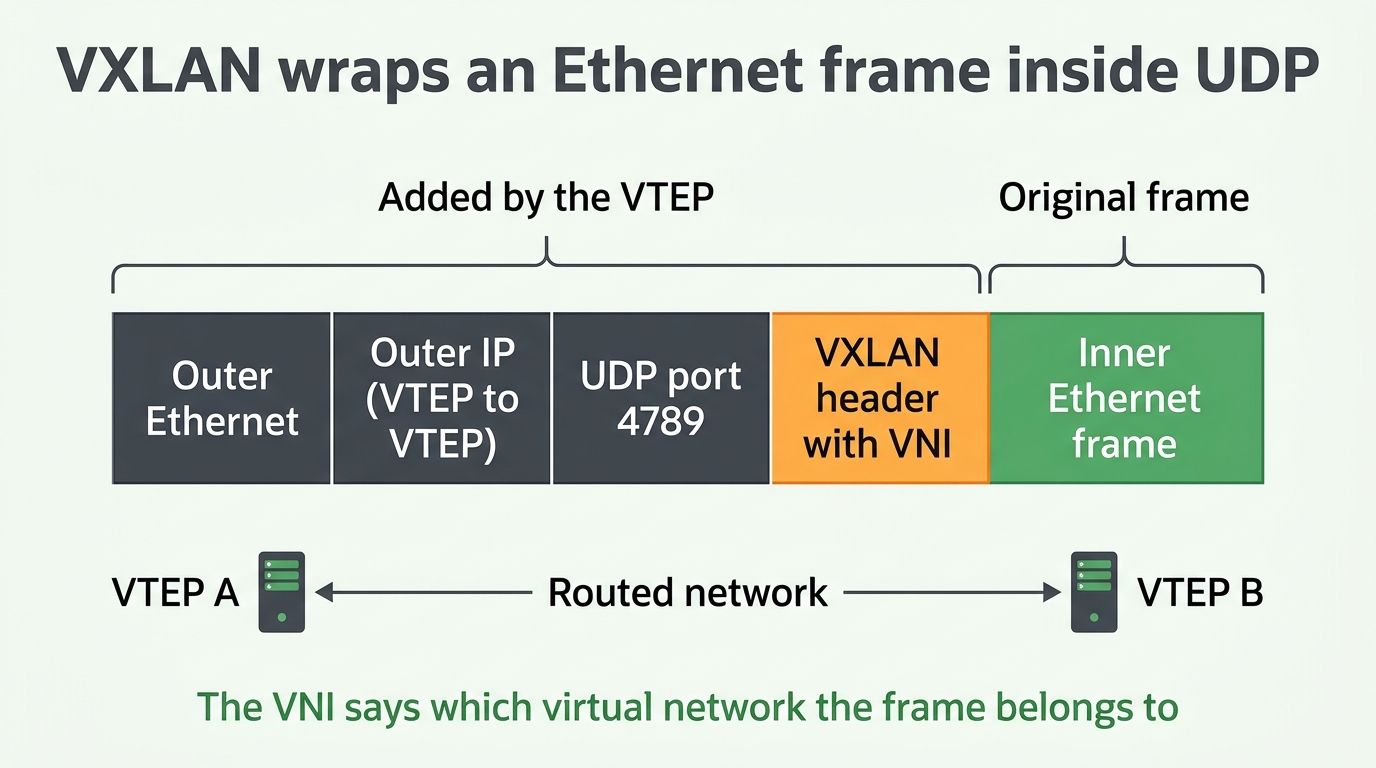 VXLAN wraps an Ethernet frame inside UDP
Added by the VTEP
Original frame
Outer
Ethernet
Outer IP
(VTEP to
VTEP)
UDP port
4789
VXLAN
header
with VNI
Inner
Ethernet
frame
VTEP A
Routed network
VTEP B
The VNI says which virtual network the frame belongs to